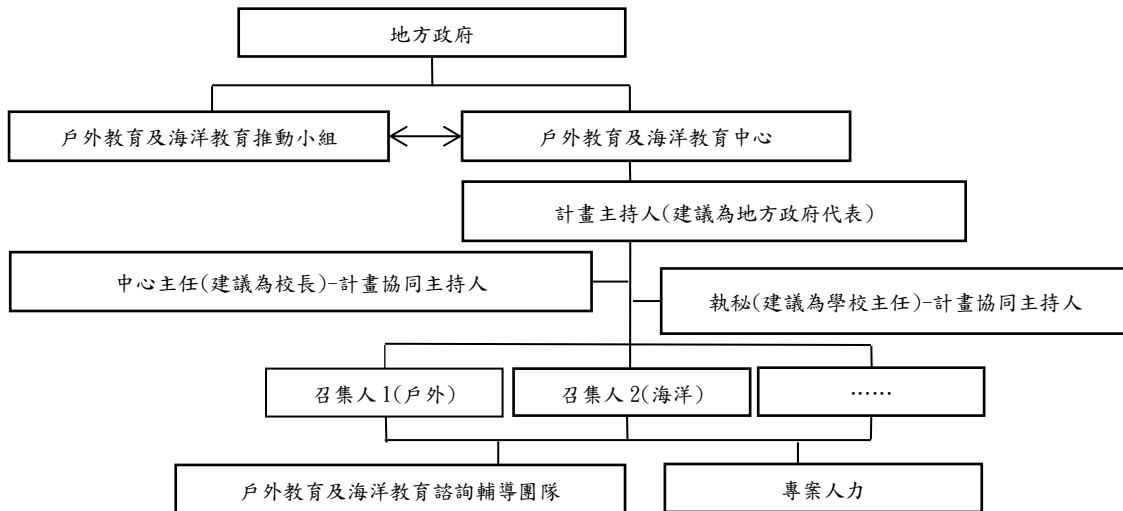 地方政府
戶外教育及海洋教育推動小組
戶外教育及海洋教育中心
計畫主持人(建議為地方政府代表)
中心主任(建議為校長)-計畫協同主持人
執秘(建議為學校主任)-計畫協同主持人
召集人1(戶外)
召集人2(海洋)
……
戶外教育及海洋教育諮詢輔導團隊
專案人力